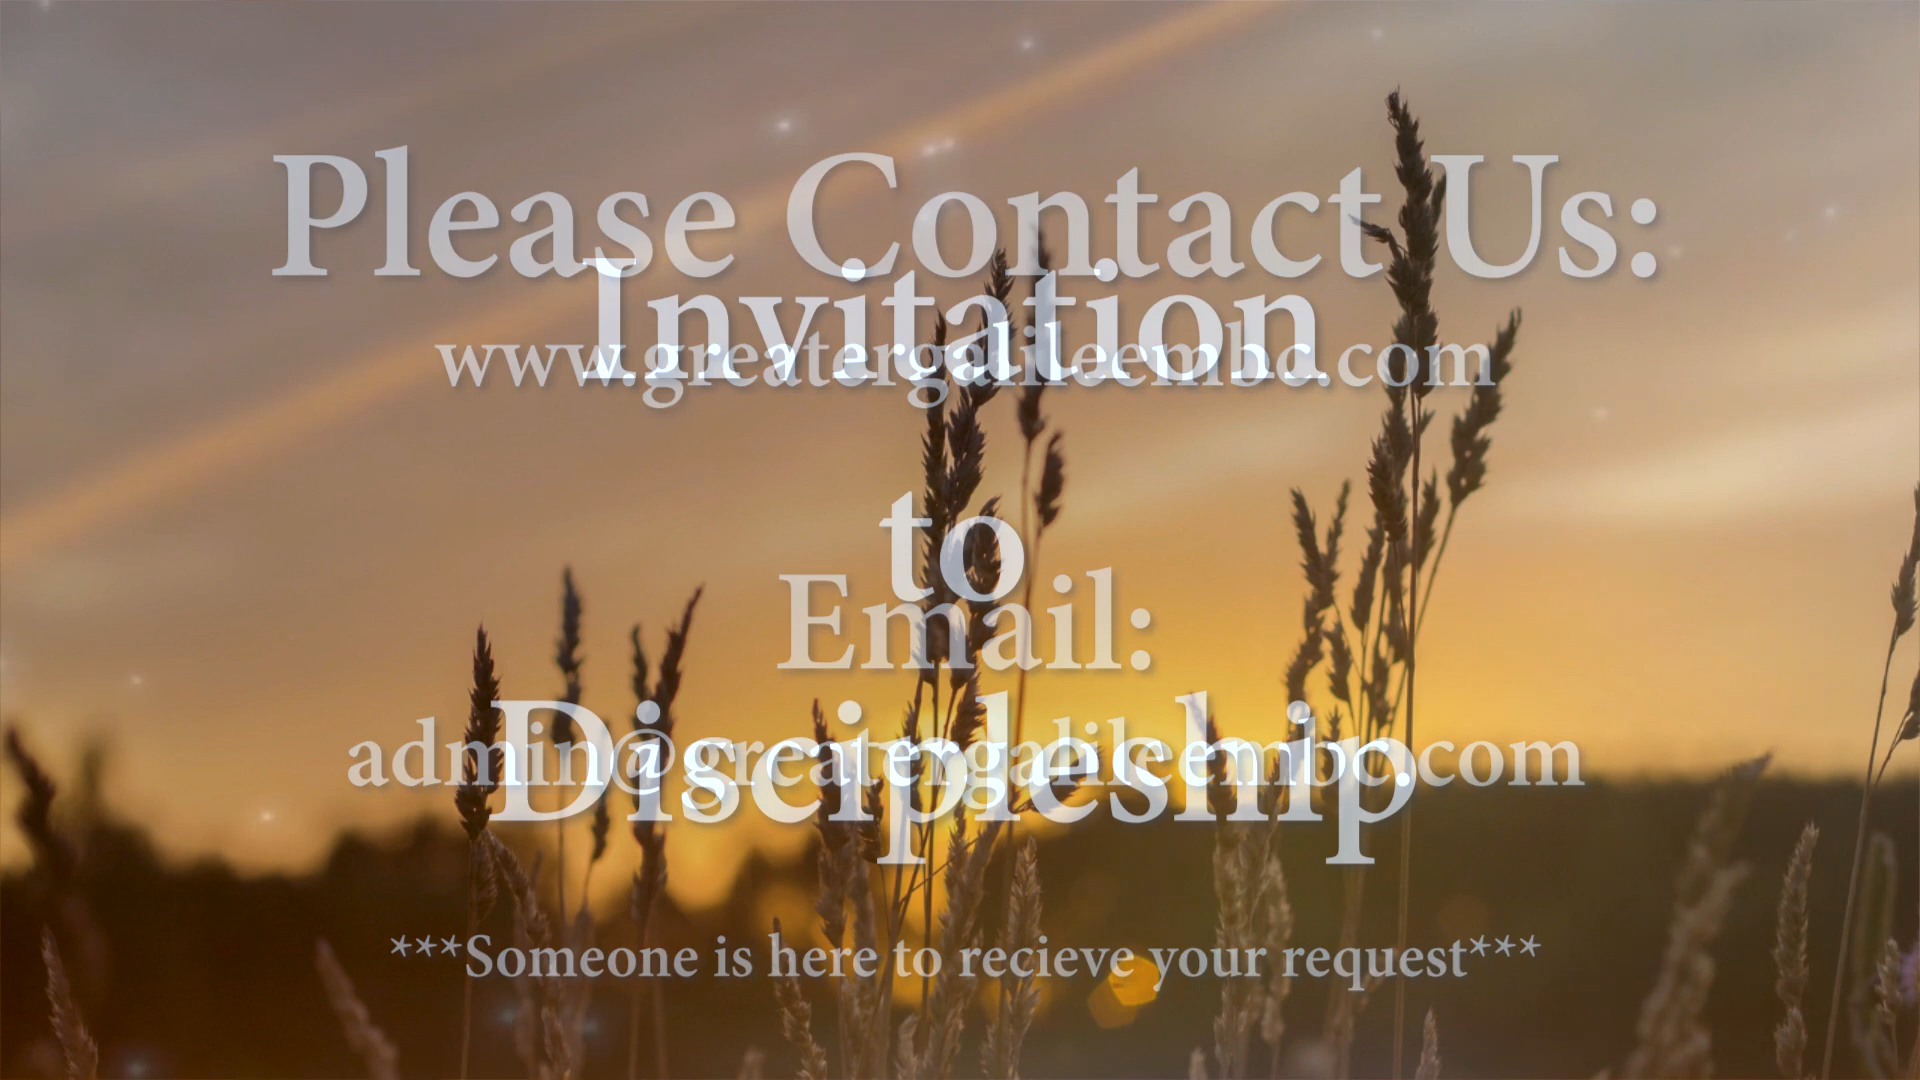 Please Contact Us:
Invitation
www.greatergaileembc.com
to
Email:
Discipleship
admin@greatergalileembc.com
***Someone is here to recieve your request***